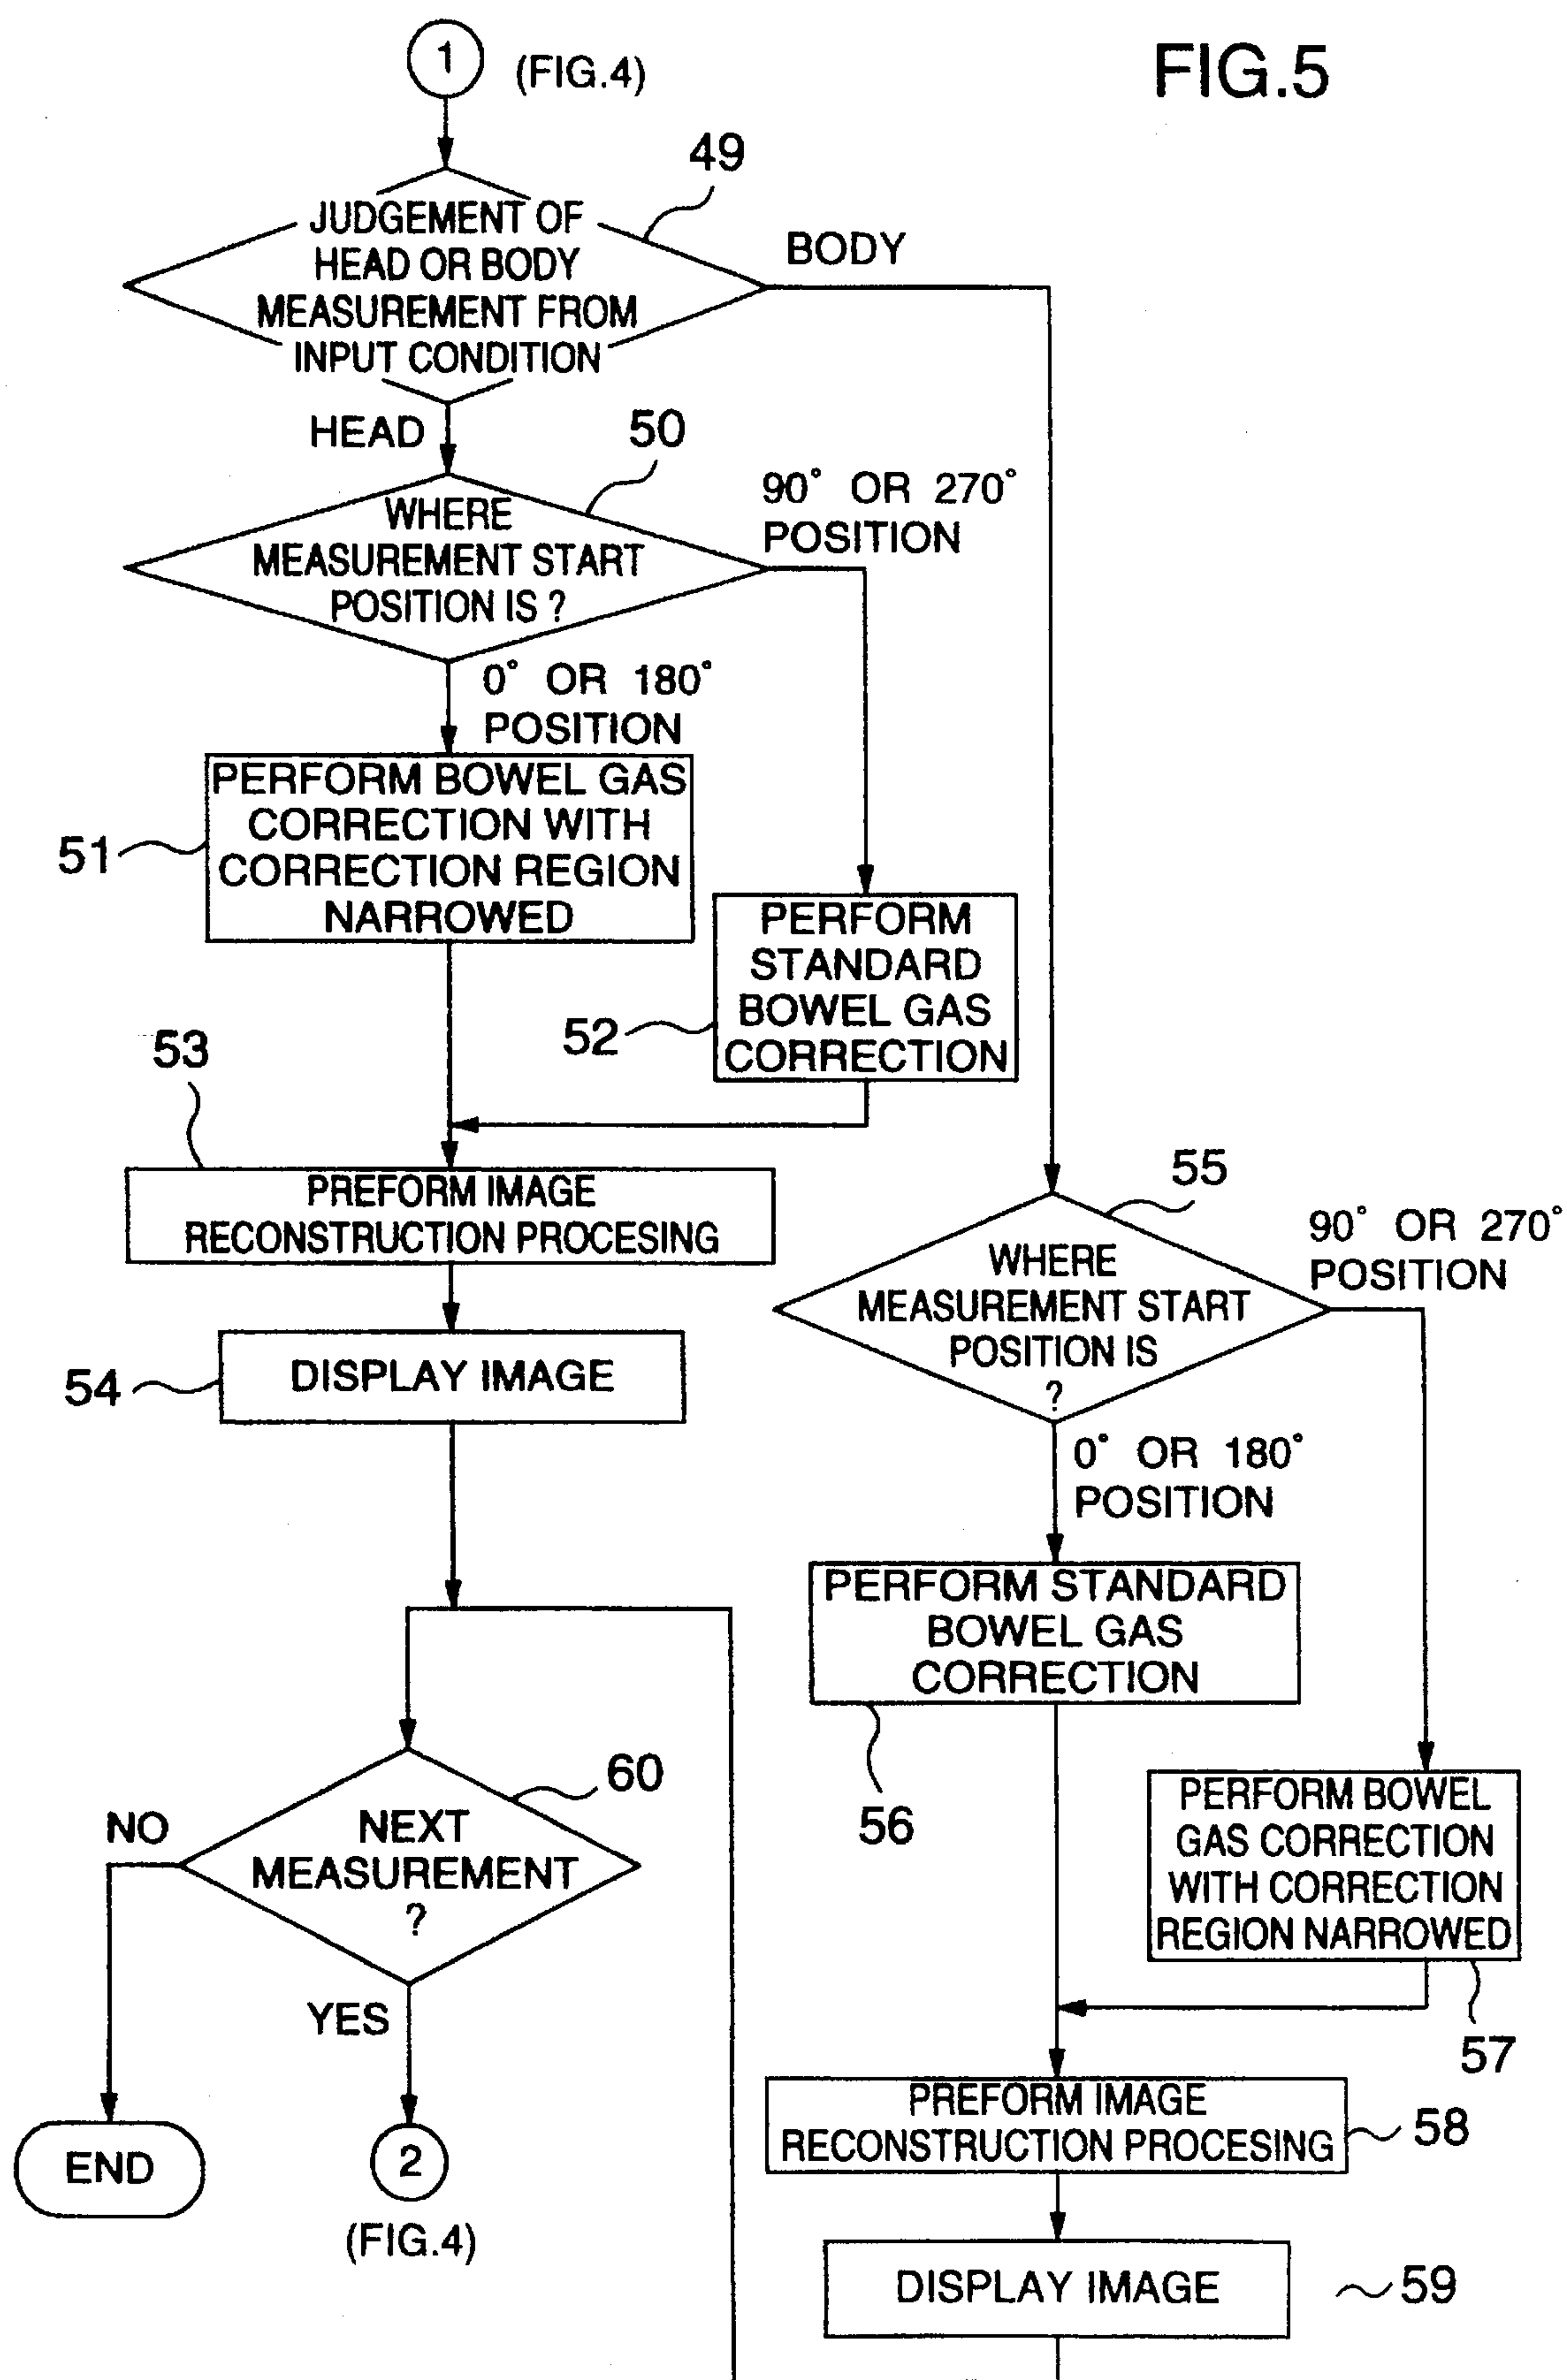 FIG.5
1
(FIG.4)
49
JUDGEMENT OF
HEAD OR BODY
MEASUREMENT FROM
INPUT CONDITION
BODY
HEAD
50
WHERE
MEASUREMENT START
POSITION IS ?
90° OR 270°
POSITION
0° OR 180°
POSITION
51
PERFORM BOWEL GAS
CORRECTION WITH
CORRECTION REGION
NARROWED
52
PERFORM
STANDARD
BOWEL GAS
CORRECTION
53
PREFORM IMAGE
RECONSTRUCTION PROCESING
54
DISPLAY IMAGE
55
WHERE
MEASUREMENT START
POSITION IS
?
90° OR 270°
POSITION
0° OR 180°
POSITION
PERFORM STANDARD
BOWEL GAS
CORRECTION
56
PERFORM BOWEL
GAS CORRECTION
WITH CORRECTION
REGION NARROWED
57
PREFORM IMAGE
RECONSTRUCTION PROCESING
58
DISPLAY IMAGE
59
60
NEXT
MEASUREMENT
?
NO
YES
END
2
(FIG.4)